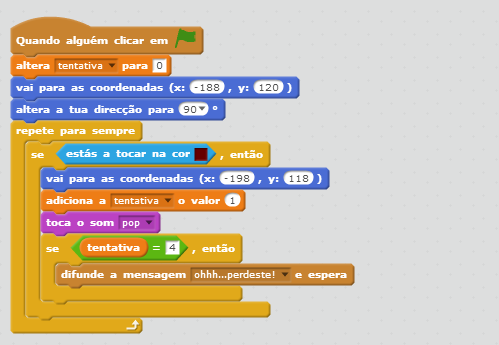 Quando alguém clicar em
altera tentativa para 0
vai para as coordenadas (x: -188 , y: 120 )
altera a tua direcção para 90 º
repete para sempre
se estás a tocar na cor , então
vai para as coordenadas (x: -198 , y: 118 )
adiciona a tentativa o valor 1
toca o som pop
se tentativa = 4 , então
difunde a mensagem ohhh...perdeste! e espera